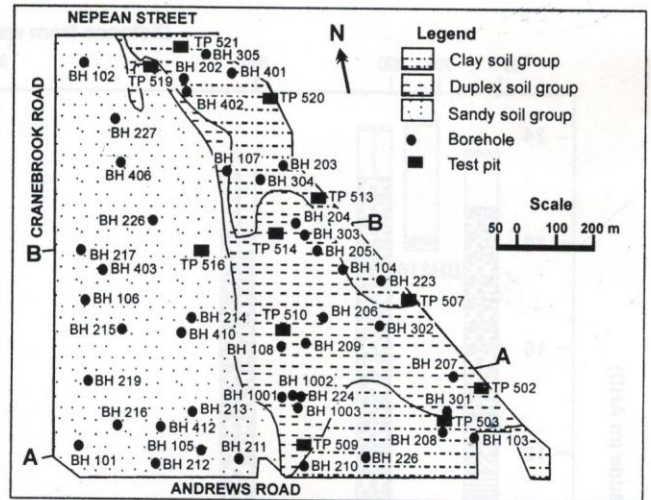 NEPEAN STREET
N
Legend
Clay soil group
Duplex soil group
Sandy soil group
Borehole
Test pit
Scale
50 0 100 200 m
CRANEBROOK ROAD
TP 521
BH 305
BH 102
BH 202
BH 401
TP 519
BH 402
TP 520
BH 227
BH 406
BH 107
BH 203
BH 304
TP 513
BH 226
BH 204
B
BH 303
TP 514
B
BH 217
TP 516
BH 205
BH 403
BH 104
BH 223
BH 106
TP 507
BH 214
TP 510
BH 206
BH 215
BH 410
BH 302
BH 108
BH 209
A
BH 207
BH 219
BH 1002
TP 502
BH 1001
BH 224
BH 301
BH 213
BH 1003
TP 503
BH 216
BH 412
BH 208
BH 103
BH 105
BH 211
TP 509
A
BH 101
BH 212
BH 210
BH 226
ANDREWS ROAD